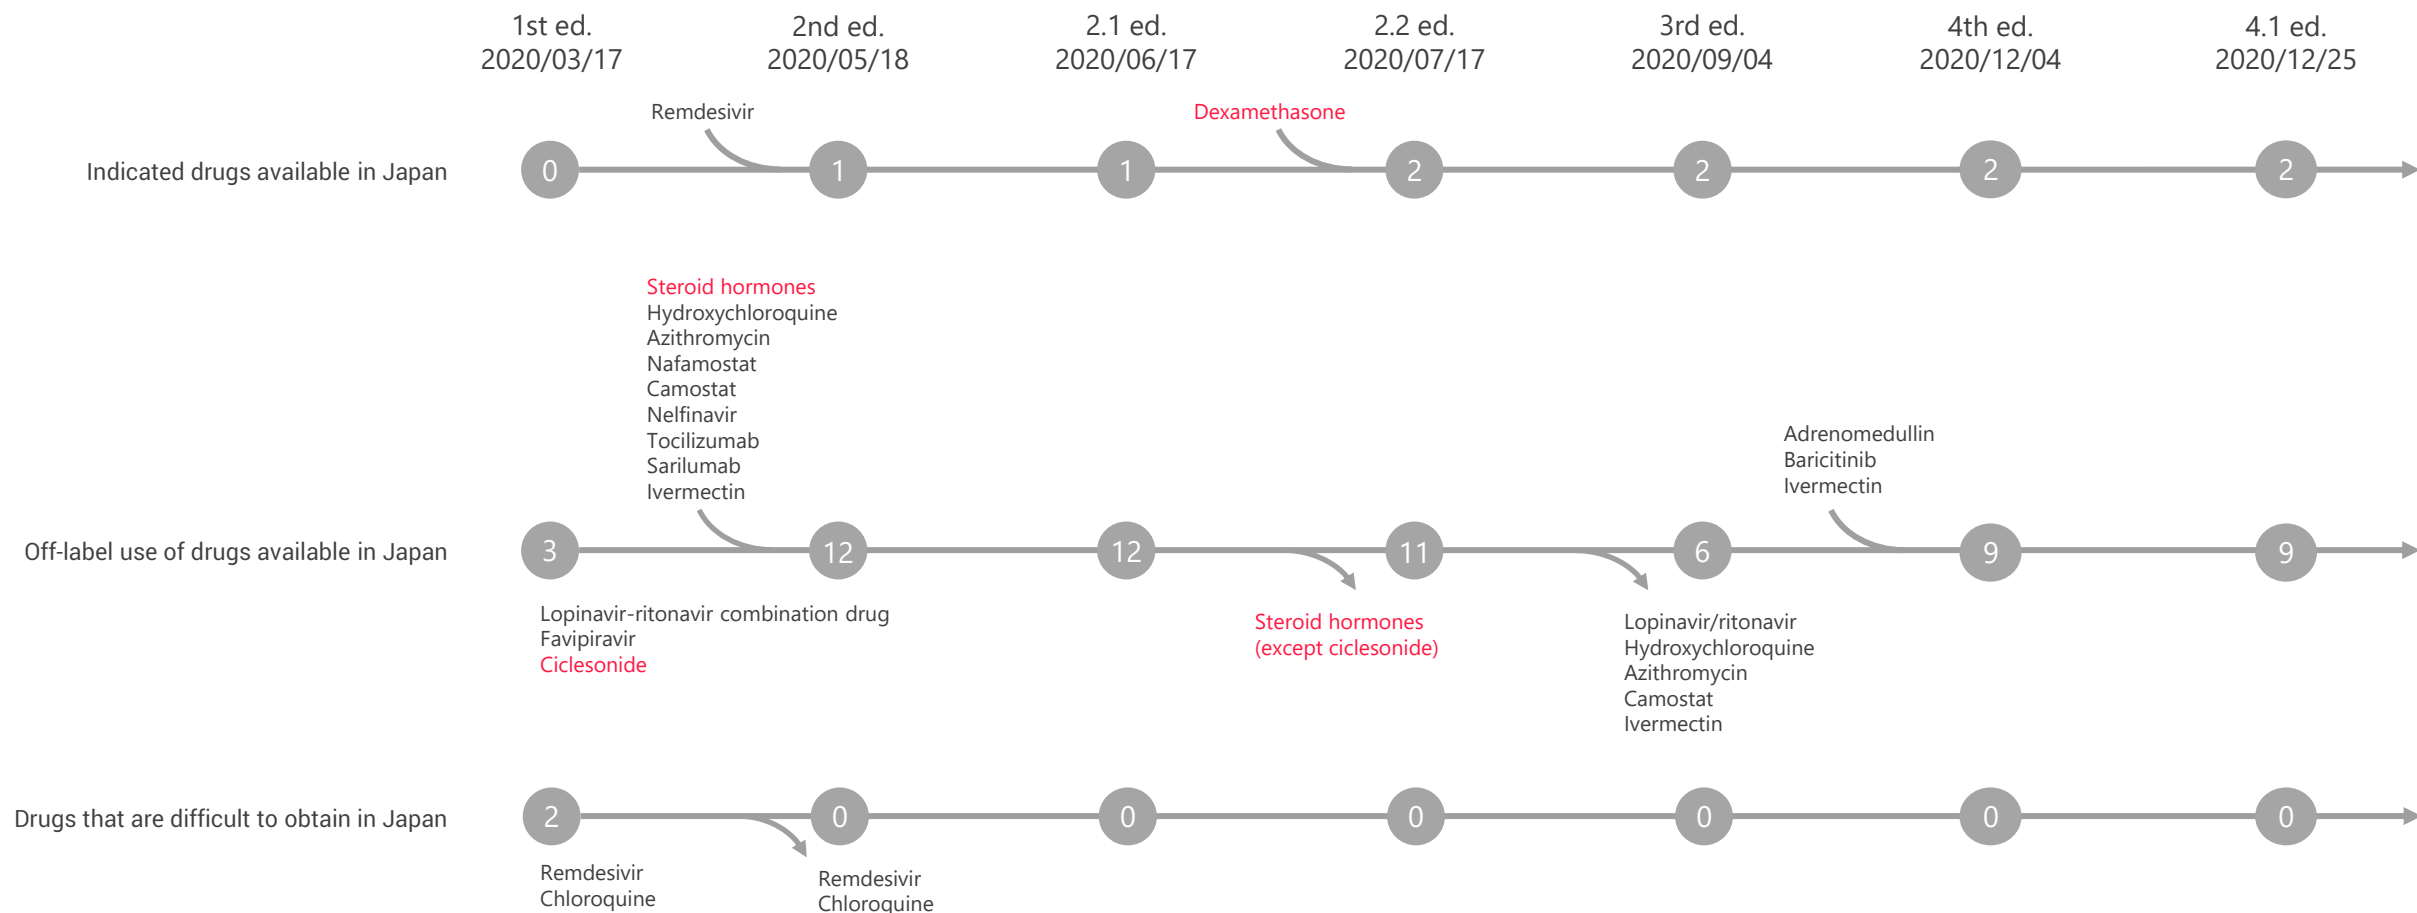 1st ed.
2020/03/17
2nd ed.
2020/05/18
2.1 ed.
2020/06/17
2.2 ed.
2020/07/17
3rd ed.
2020/09/04
4th ed.
2020/12/04
4.1 ed.
2020/12/25
Remdesivir
Dexamethasone
Indicated drugs available in Japan
0
1
1
2
2
2
2
Steroid hormones
Hydroxychloroquine
Azithromycin
Nafamostat
Camostat
Nelfinavir
Tocilizumab
Sarilumab
Ivermectin
Adrenomedullin
Baricitinib
Ivermectin
Off-label use of drugs available in Japan
3
12
12
11
6
9
9
Lopinavir-ritonavir combination drug
Favipiravir
Ciclesonide
Steroid hormones
(except ciclesonide)
Lopinavir/ritonavir
Hydroxychloroquine
Azithromycin
Camostat
Ivermectin
Drugs that are difficult to obtain in Japan
2
0
0
0
0
0
0
Remdesivir
Chloroquine
Remdesivir
Chloroquine